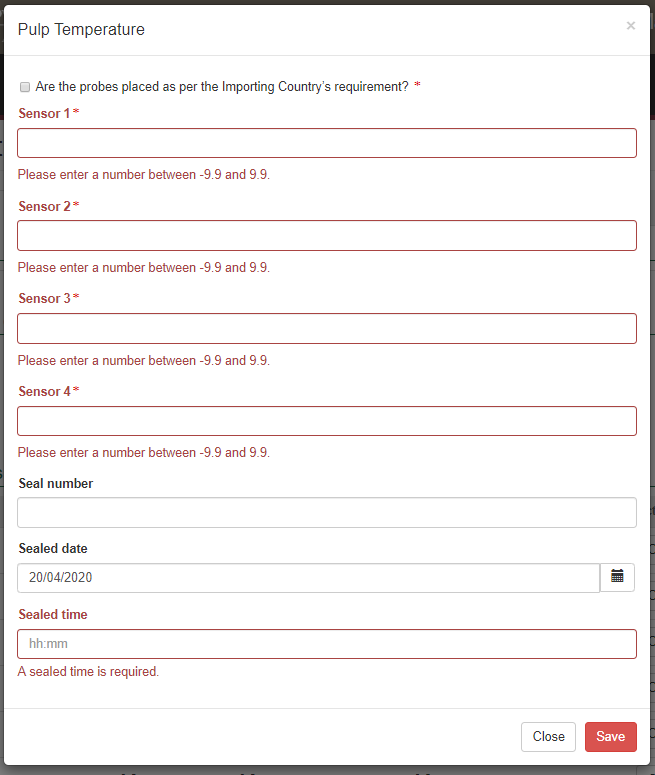 Pulp Temperature ×
Are the probes placed as per the Importing Country's requirement? *
Sensor 1 *
Please enter a number between -9.9 and 9.9.
Sensor 2 *
Please enter a number between -9.9 and 9.9.
Sensor 3 *
Please enter a number between -9.9 and 9.9.
Sensor 4 *
Please enter a number between -9.9 and 9.9.
Seal number
Sealed date
20/04/2020
Sealed time
hh:mm
A sealed time is required.
Close Save